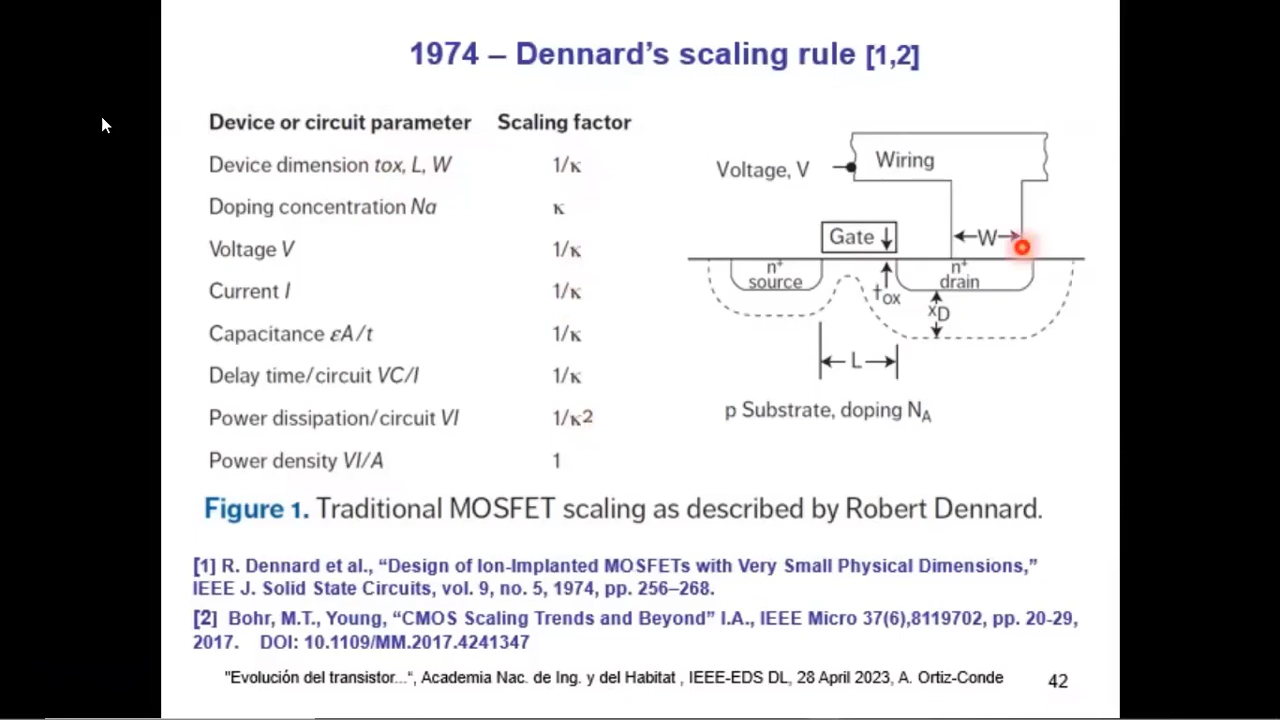 1974 – Dennard's scaling rule [1,2]
Device or circuit parameter Scaling factor
Device dimension tox, L, W 1/κ
Doping concentration Na κ
Voltage V 1/κ
Current I 1/κ
Capacitance εA/t 1/κ
Delay time/circuit VC/I 1/κ
Power dissipation/circuit VI 1/κ2
Power density VI/A 1
Voltage, V
Wiring
Gate
W
n+
source
tox
n+
drain
xD
L
p Substrate, doping NA
Figure 1. Traditional MOSFET scaling as described by Robert Dennard.
[1] R. Dennard et al., “Design of Ion-Implanted MOSFETs with Very Small Physical Dimensions,”
IEEE J. Solid State Circuits, vol. 9, no. 5, 1974, pp. 256–268.
[2] Bohr, M.T., Young, “CMOS Scaling Trends and Beyond” I.A., IEEE Micro 37(6),8119702, pp. 20-29,
2017. DOI: 10.1109/MM.2017.4241347
"Evolución del transistor...“, Academia Nac. de Ing. y del Habitat , IEEE-EDS DL, 28 April 2023, A. Ortiz-Conde
42